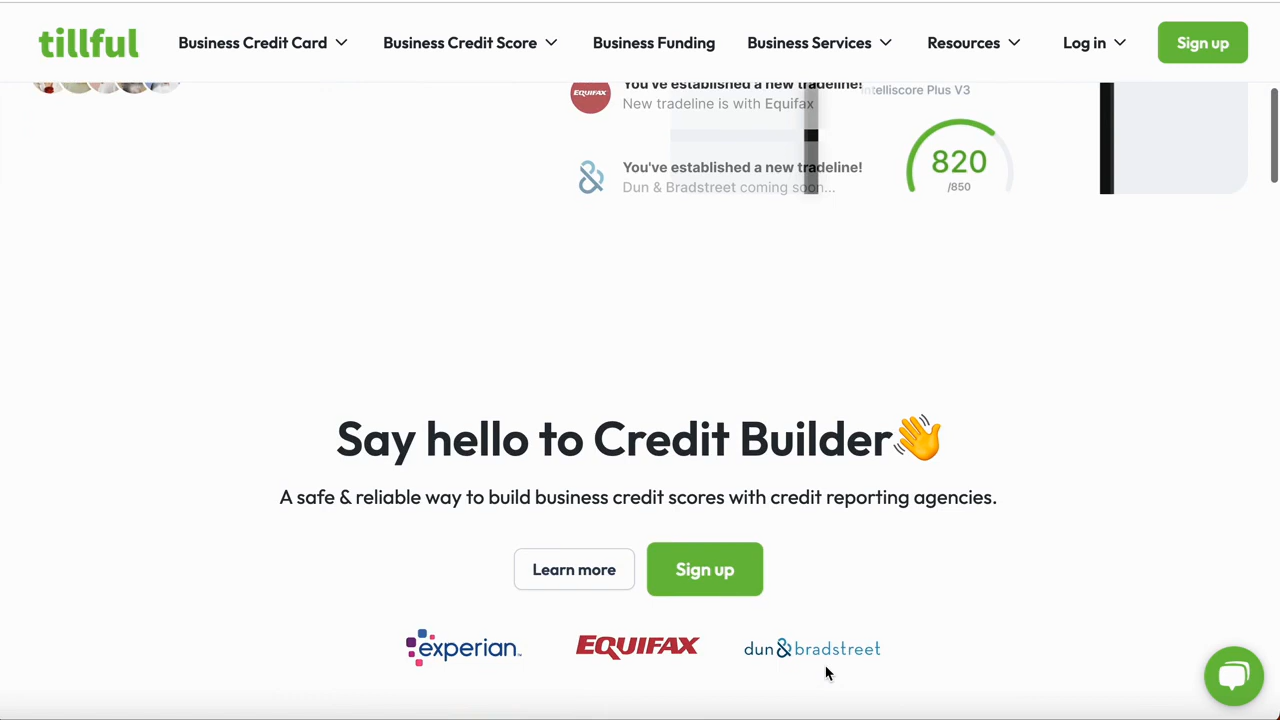 tillful
Business Credit Card
Business Credit Score
Business Funding
Business Services
Resources
Log in
Sign up
EQUIFAX
You've established a new tradeline!
New tradeline is with Equifax
ntelliscore Plus V3
820
/850
You've established a new tradeline!
Dun & Bradstreet coming soon...
Say hello to Credit Builder👋
A safe & reliable way to build business credit scores with credit reporting agencies.
Learn more
Sign up
experian.
EQUIFAX
dun & bradstreet